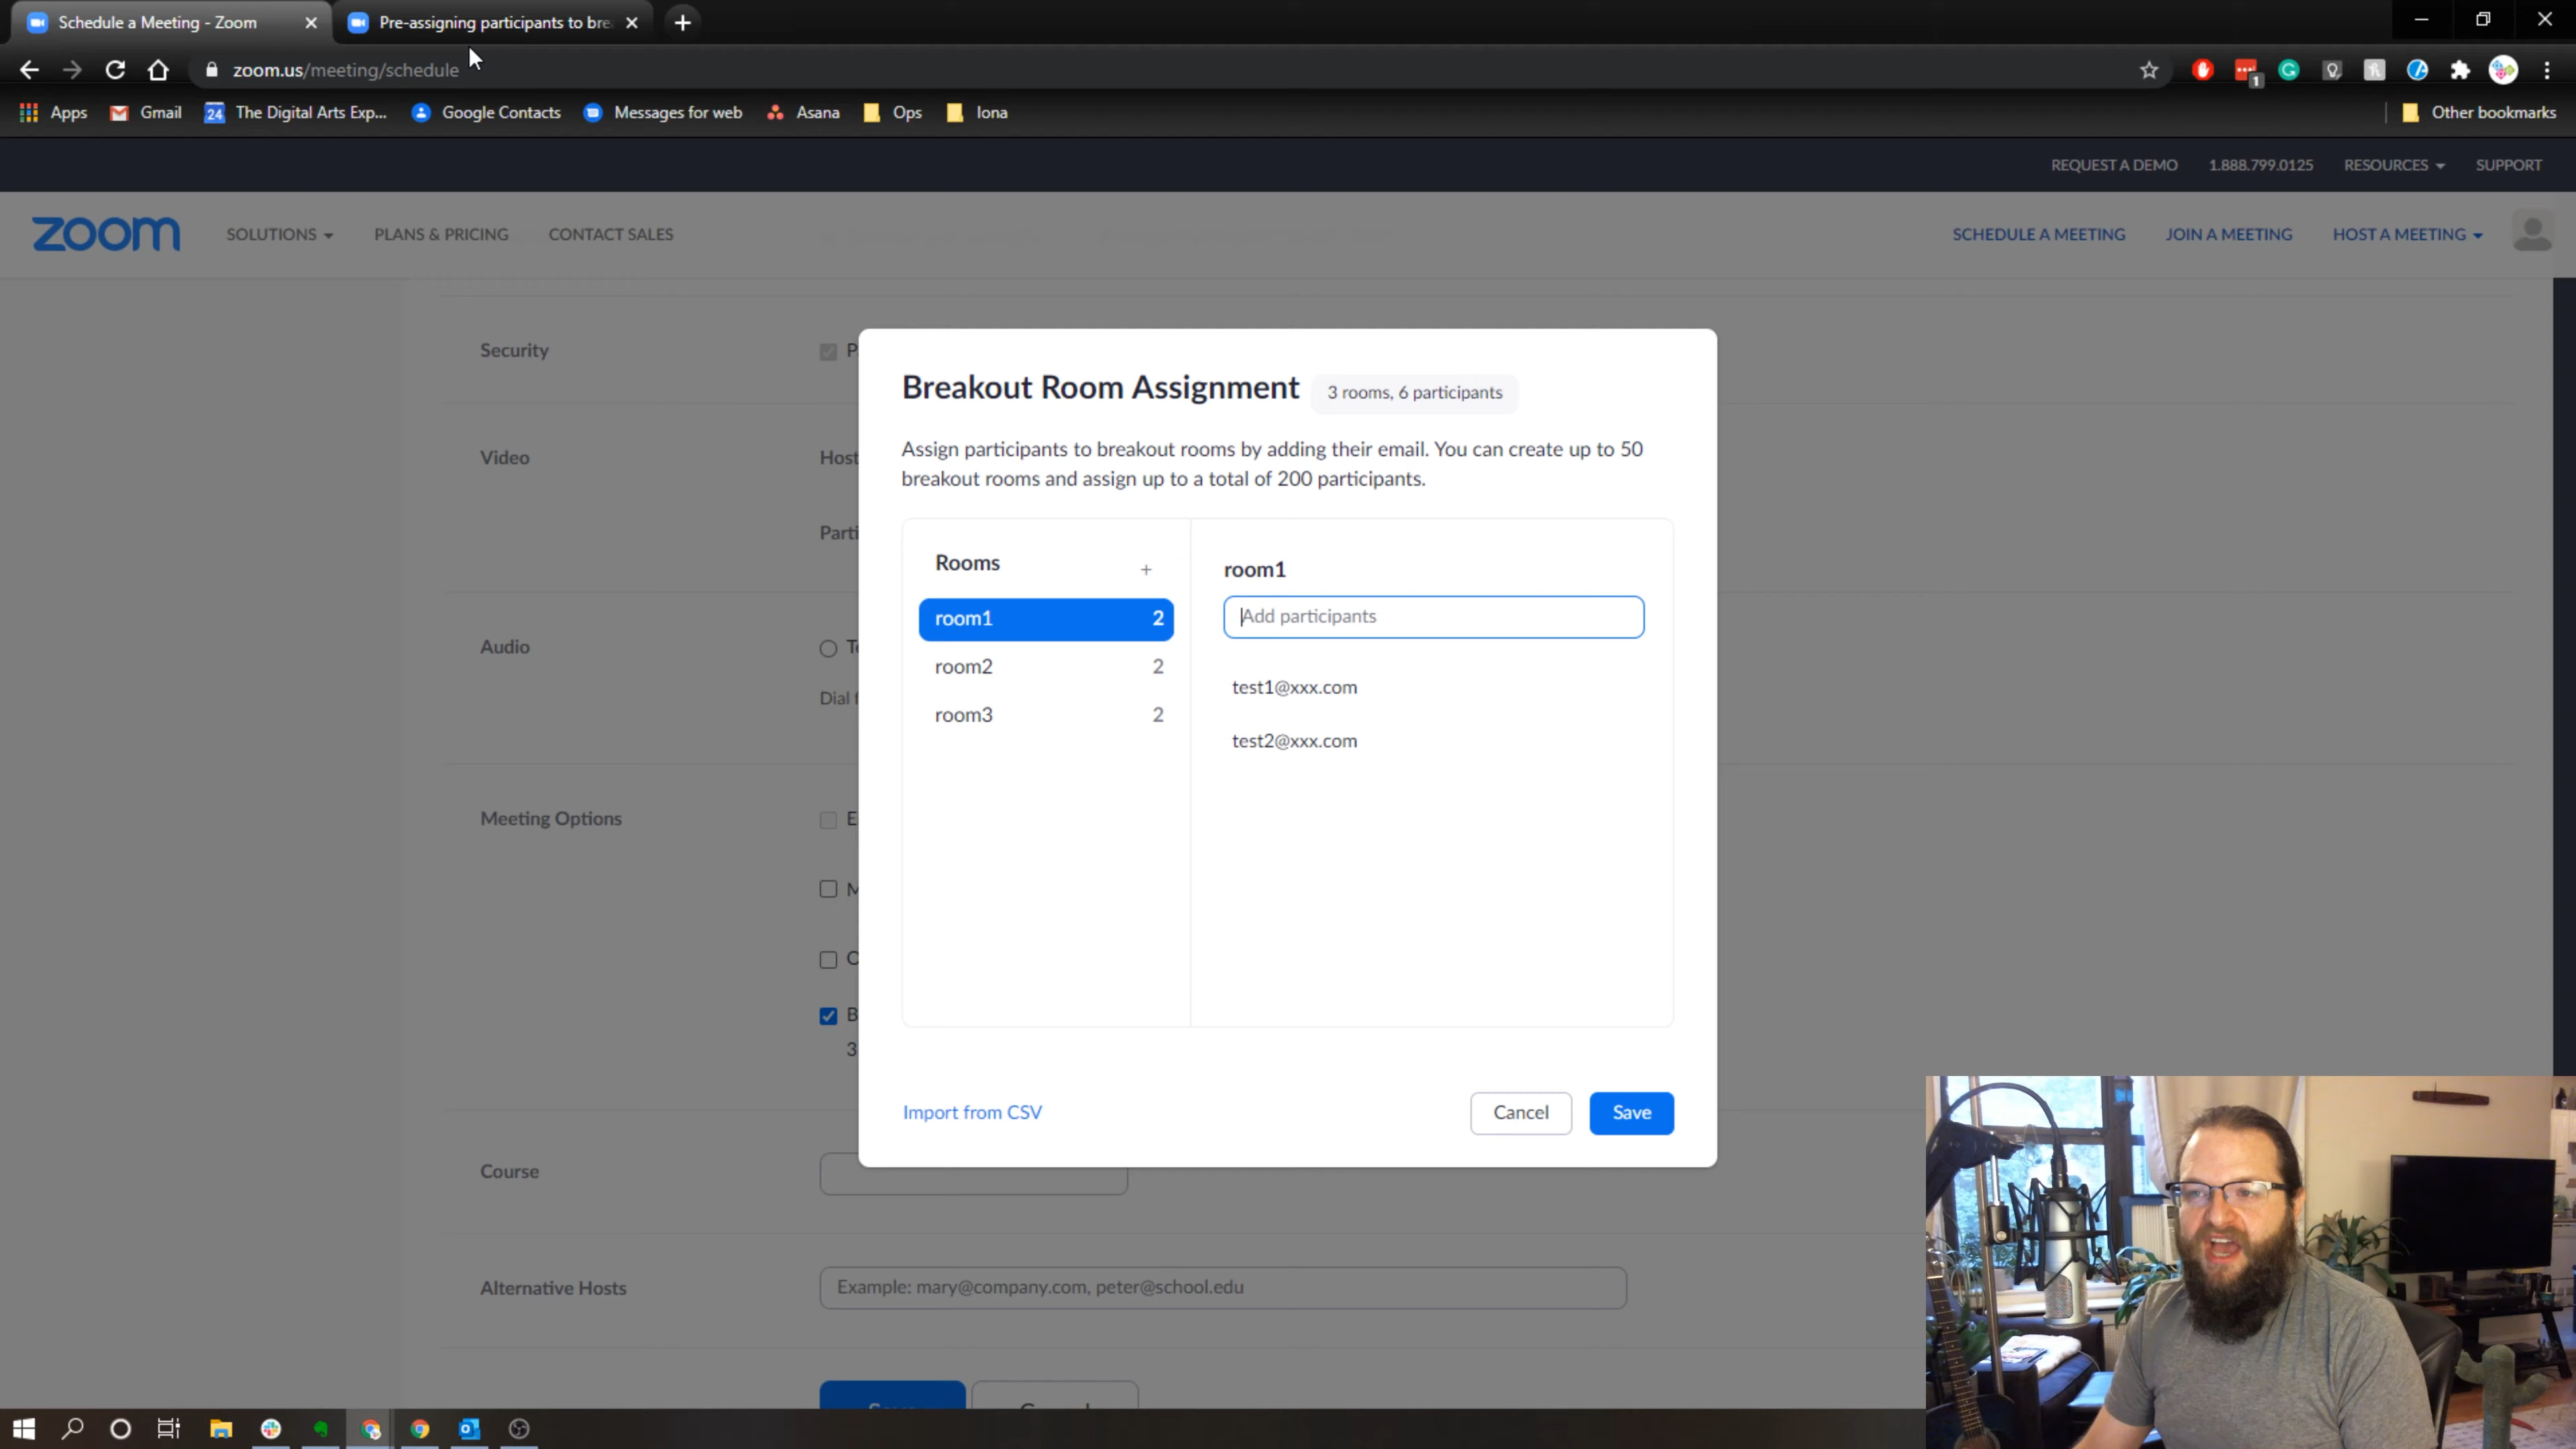 Schedule a Meeting - Zoom
Pre-assigning participants to bre
zoom.us/meeting/schedule
1
Apps
Gmail
24
The Digital Arts Exp...
Google Contacts
Messages for web
Asana
Ops
Iona
Other bookmarks
REQUEST A DEMO
1.888.799.0125
RESOURCES
SUPPORT
zoom
SOLUTIONS
PLANS & PRICING
CONTACT SALES
SCHEDULE A MEETING
JOIN A MEETING
HOST A MEETING
Security
P
Video
Host
Parti
Audio
Te
Dial f
Meeting Options
E
M
C
B
3
Course
Alternative Hosts
Example: mary@company.com, peter@school.edu
Breakout Room Assignment
3 rooms, 6 participants
Assign participants to breakout rooms by adding their email. You can create up to 50
breakout rooms and assign up to a total of 200 participants.
Rooms +
room1 2
room2 2
room3 2
room1
Add participants
test1@xxx.com
test2@xxx.com
Import from CSV
Cancel
Save